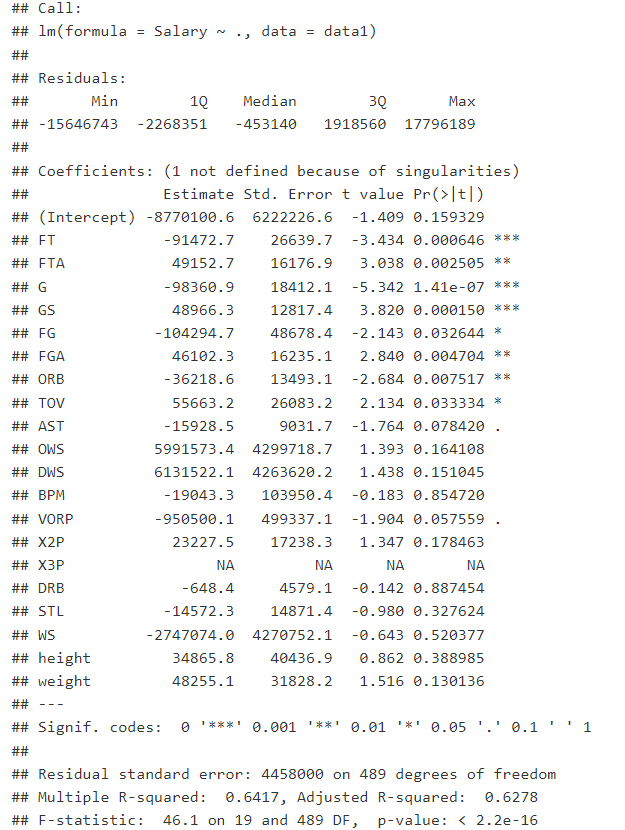 ## Call:
## lm(formula = Salary ~ ., data = data1)
##
## Residuals:
##       Min        1Q    Median        3Q       Max
## -15646743  -2268351   -453140   1918560  17796189
##
## Coefficients: (1 not defined because of singularities)
##               Estimate Std. Error t value Pr(>|t|)
## (Intercept) -8770100.6  6222226.6  -1.409 0.159329
## FT            -91472.7    26639.7  -3.434 0.000646 ***
## FTA            49152.7    16176.9   3.038 0.002505 **
## G             -98360.9    18412.1  -5.342 1.41e-07 ***
## GS             48966.3    12817.4   3.820 0.000150 ***
## FG           -104294.7    48678.4  -2.143 0.032644 *
## FGA            46102.3    16235.1   2.840 0.004704 **
## ORB           -36218.6    13493.1  -2.684 0.007517 **
## TOV            55663.2    26083.2   2.134 0.033334 *
## AST           -15928.5     9031.7  -1.764 0.078420 .
## OWS          5991573.4  4299718.7   1.393 0.164108
## DWS          6131522.1  4263620.2   1.438 0.151045
## BPM           -19043.3   103950.4  -0.183 0.854720
## VORP         -950500.1   499337.1  -1.904 0.057559 .
## X2P            23227.5    17238.3   1.347 0.178463
## X3P                 NA         NA      NA       NA
## DRB             -648.4     4579.1  -0.142 0.887454
## STL           -14572.3    14871.4  -0.980 0.327624
## WS          -2747074.0  4270752.1  -0.643 0.520377
## height         34865.8    40436.9   0.862 0.388985
## weight         48255.1    31828.2   1.516 0.130136
## ---
## Signif. codes:  0 '***' 0.001 '**' 0.01 '*' 0.05 '.' 0.1 ' ' 1
##
## Residual standard error: 4458000 on 489 degrees of freedom
## Multiple R-squared:  0.6417, Adjusted R-squared:  0.6278
## F-statistic:  46.1 on 19 and 489 DF,  p-value: < 2.2e-16